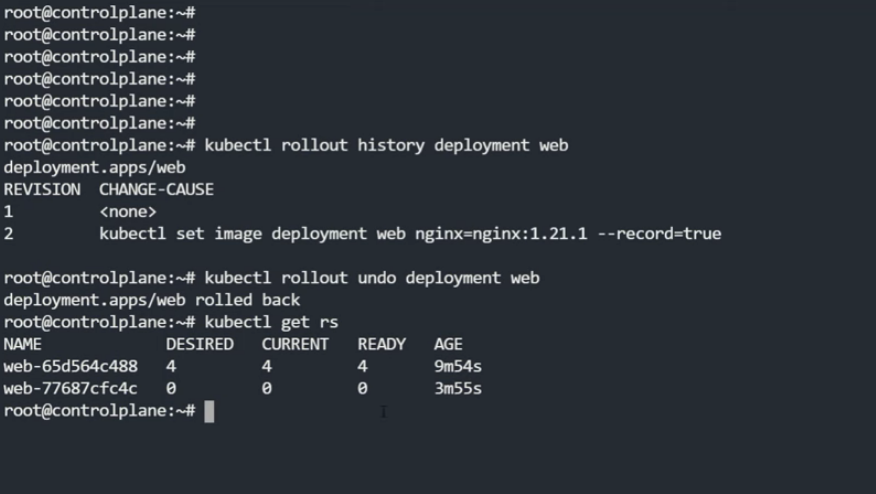 root@controlplane:~#
root@controlplane:~#
root@controlplane:~#
root@controlplane:~#
root@controlplane:~#
root@controlplane:~#
root@controlplane:~# kubectl rollout history deployment web
deployment.apps/web
REVISION  CHANGE-CAUSE
1         <none>
2         kubectl set image deployment web nginx=nginx:1.21.1 --record=true
root@controlplane:~# kubectl rollout undo deployment web
deployment.apps/web rolled back
root@controlplane:~# kubectl get rs
NAME             DESIRED   CURRENT   READY   AGE
web-65d564c488   4         4         4       9m54s
web-77687cfc4c   0         0         0       3m55s
root@controlplane:~#